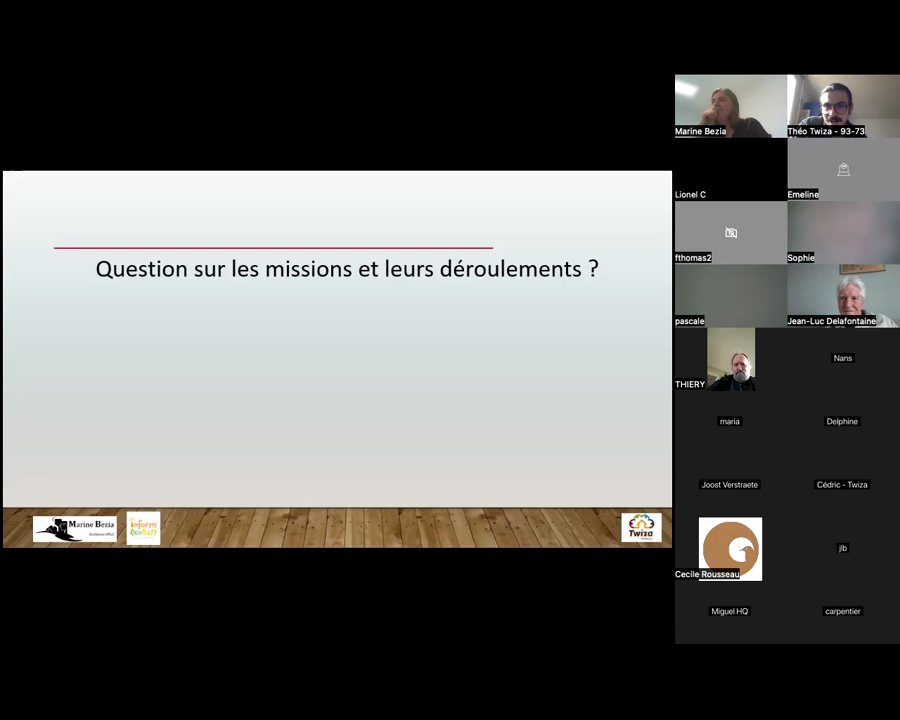 Question sur les missions et leurs déroulements ?
Marine Bezia
Inform'
éco'Bati
Twiza
Marine Bezia
Théo Twiza - 93-73
Lionel C
Emeline
fthomas2
Sophie
pascale
Jean-Luc Delafontaine
THIERY
Nans
maria
Delphine
Joost Verstraete
Cédric - Twiza
Cecile Rousseau
jlb
Miguel HQ
carpentier